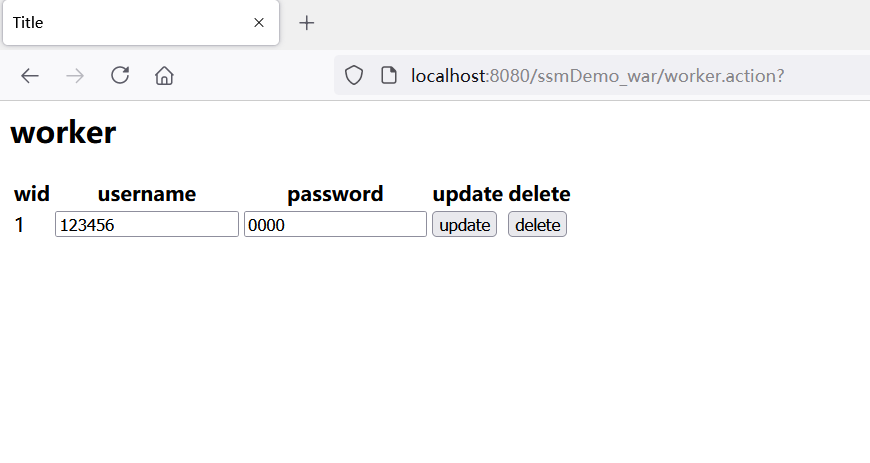 Title
localhost:8080/ssmDemo_war/worker.action?
worker
wid username password update delete
1 123456 0000 update delete